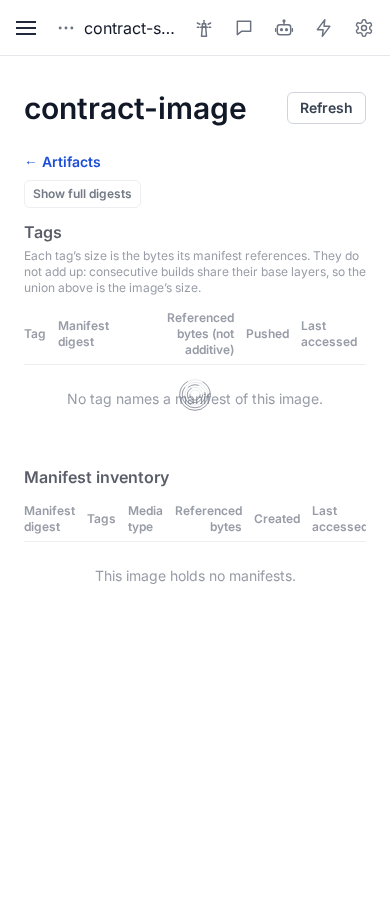 contract-s...
contract-image
Refresh
← Artifacts
Show full digests
Tags
Each tag's size is the bytes its manifest references. They do
not add up: consecutive builds share their base layers, so the
union above is the image's size.
Tag Manifest digest Referenced bytes (not additive) Pushed Last accessed
No tag names a manifest of this image.
Manifest inventory
Manifest digest Tags Media type Referenced bytes Created Last accessed
This image holds no manifests.